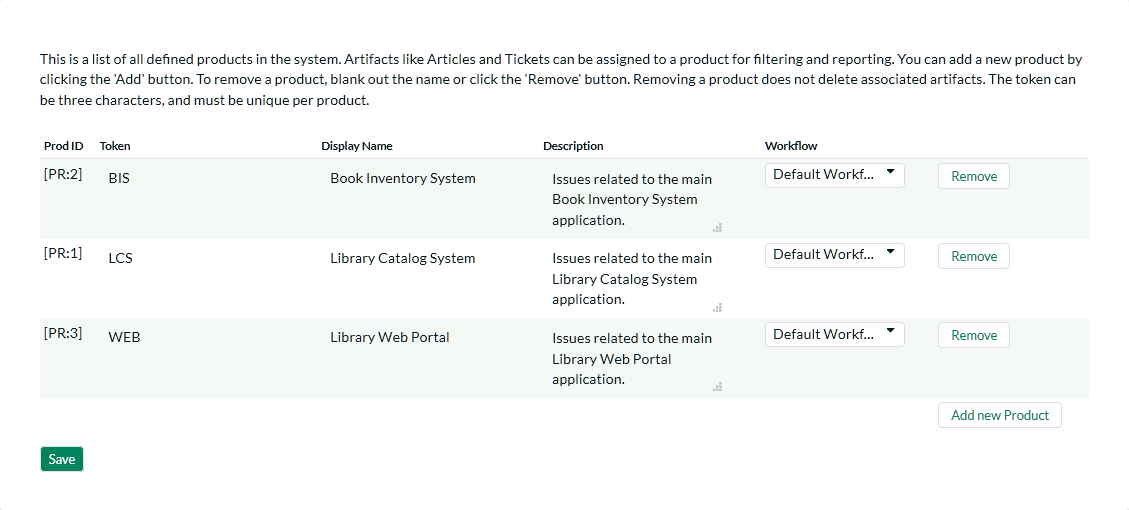 This is a list of all defined products in the system. Artifacts like Articles and Tickets can be assigned to a product for filtering and reporting. You can add a new product by
clicking the 'Add' button. To remove a product, blank out the name or click the 'Remove' button. Removing a product does not delete associated artifacts. The token can
be three characters, and must be unique per product.
Prod ID Token Display Name Description Workflow
[PR:2] BIS Book Inventory System Issues related to the main Default Workf... Remove
Book Inventory System
application.
[PR:1] LCS Library Catalog System Issues related to the main Default Workf... Remove
Library Catalog System
application.
[PR:3] WEB Library Web Portal Issues related to the main Default Workf... Remove
Library Web Portal
application.
Add new Product
Save